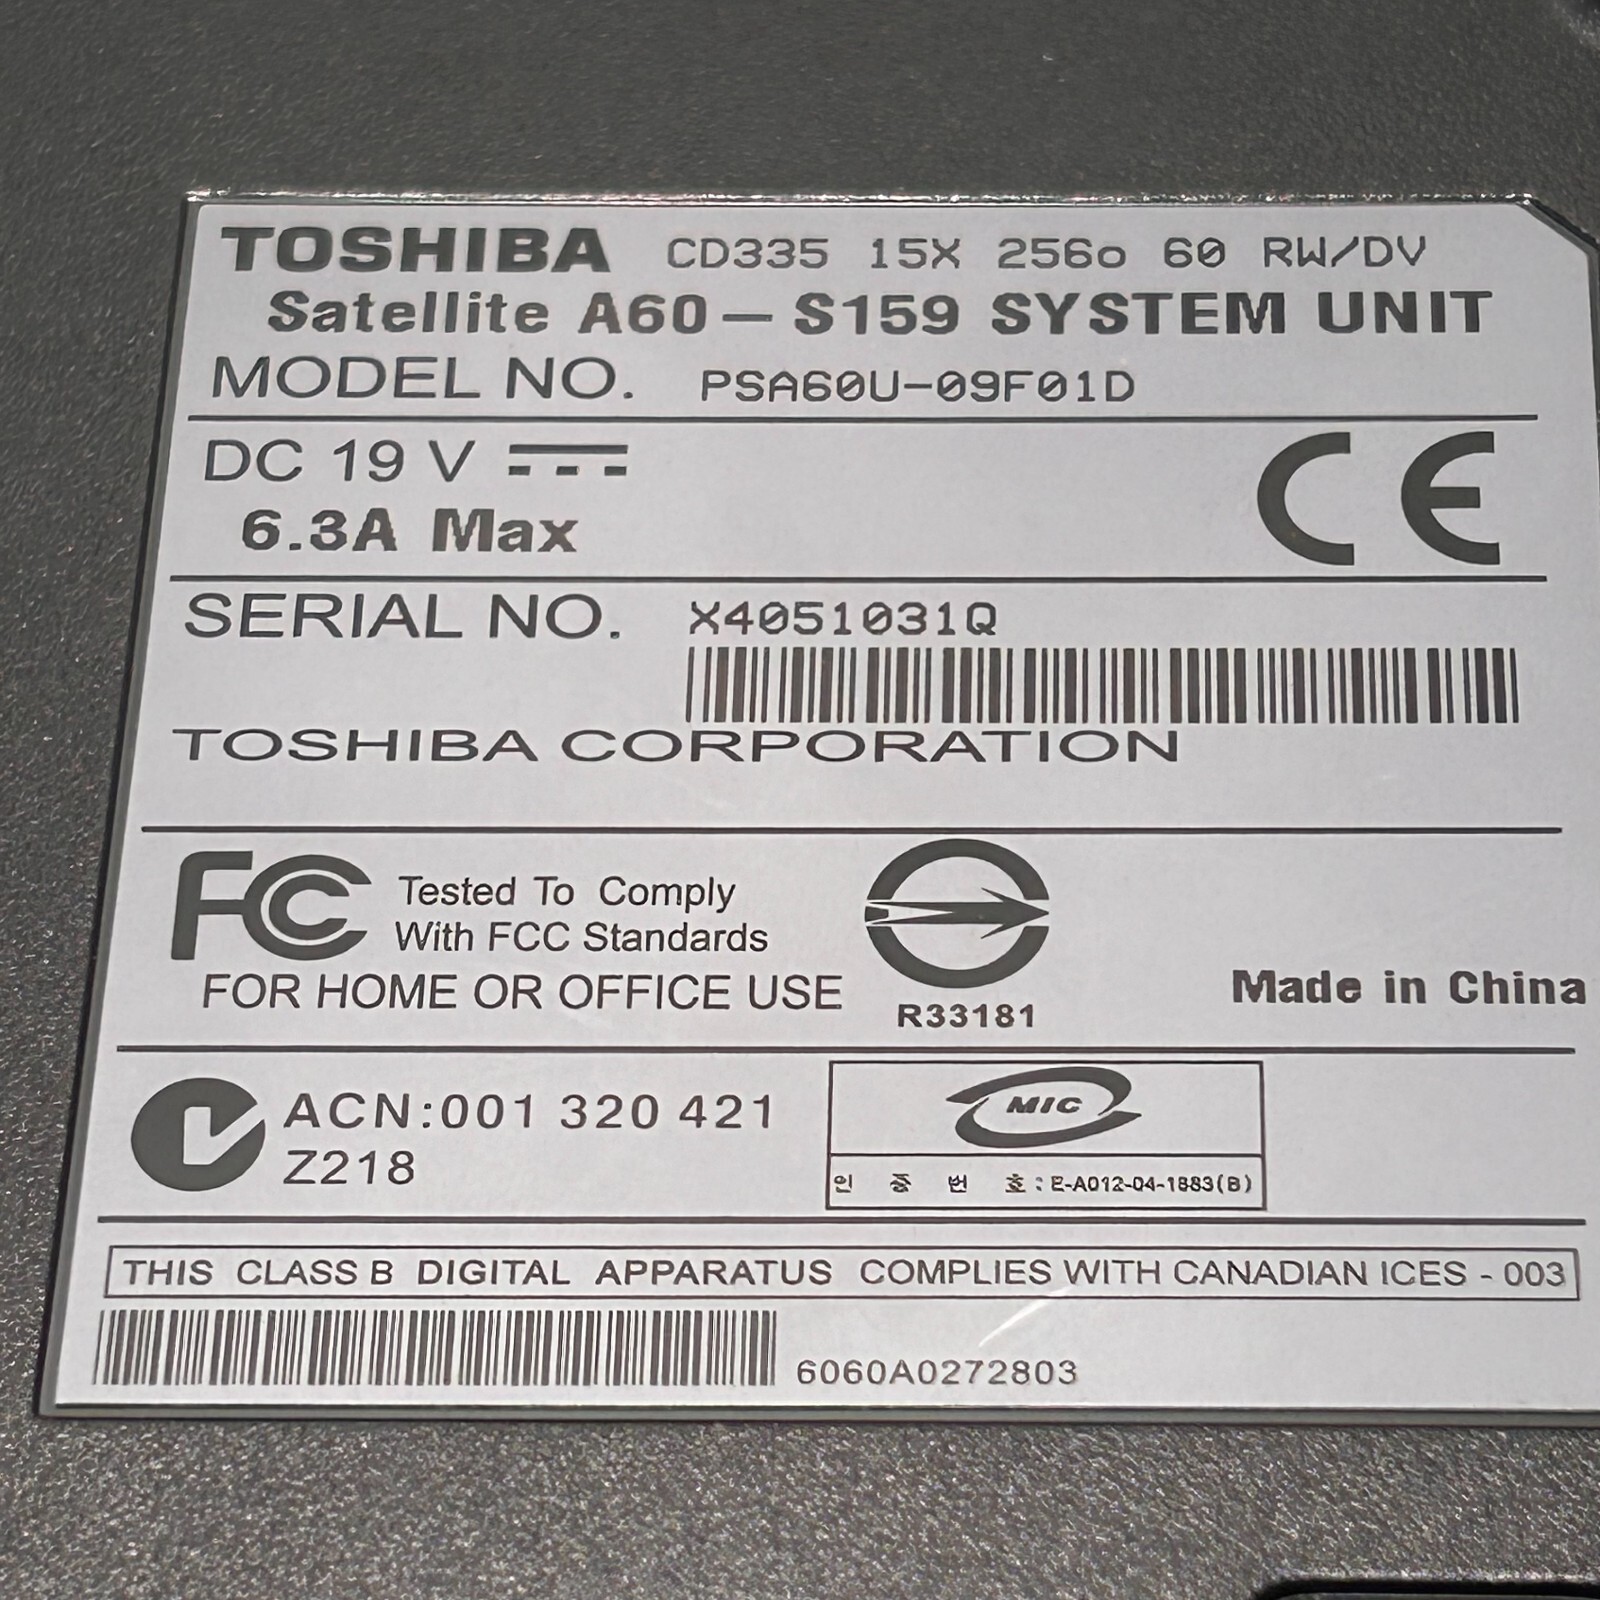 TOSHIBA CD335 15X 256o 60 RW/DV
Satellite A60 – S159 SYSTEM UNIT
MODEL NO. PSA60U-09F01D
DC 19 V
6.3A Max
CE
SERIAL NO. X4051031Q
TOSHIBA CORPORATION
FC Tested To Comply
With FCC Standards
FOR HOME OR OFFICE USE
R33181
Made in China
ACN:001 320 421
Z218
MIC
인 증 번 호 : E-A012-04-1883(B)
THIS CLASS B DIGITAL APPARATUS COMPLIES WITH CANADIAN ICES - 003
6060A0272803